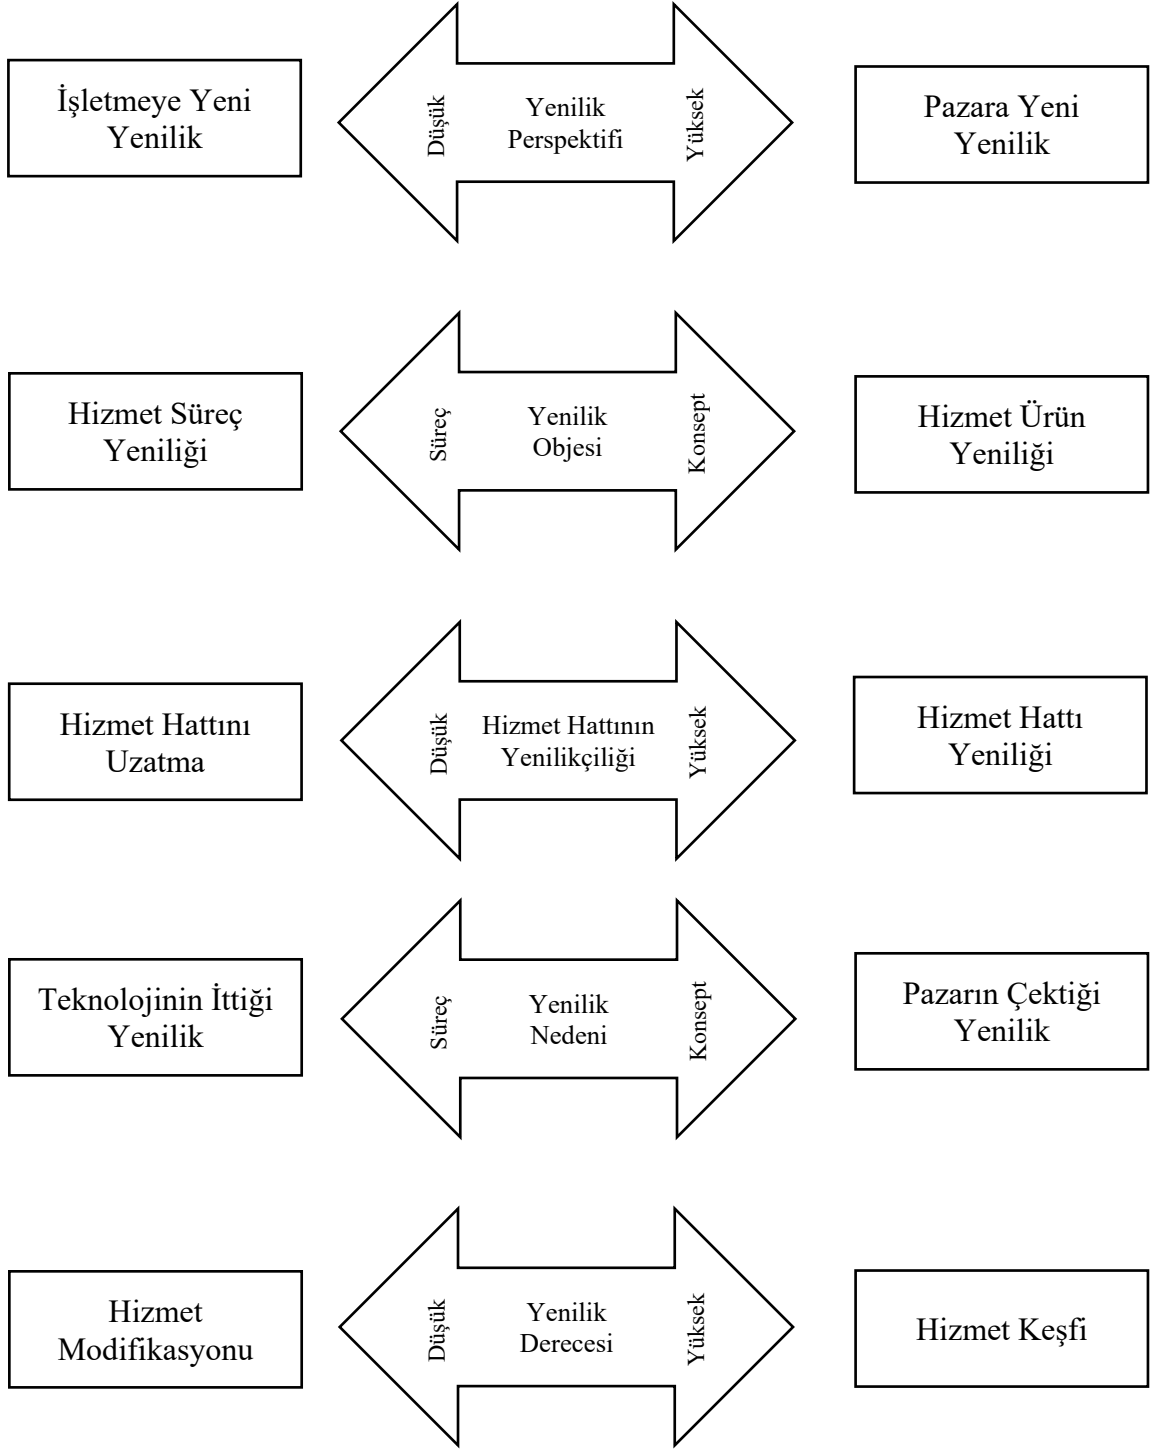 İşletmeye Yeni
Yenilik
Düşük
Yenilik
Perspektifi
Yüksek
Pazara Yeni
Yenilik
Hizmet Süreç
Yeniliği
Süreç
Yenilik
Objesi
Konsept
Hizmet Ürün
Yeniliği
Hizmet Hattını
Uzatma
Düşük
Hizmet Hattının
Yenilikçiliği
Yüksek
Hizmet Hattı
Yeniliği
Teknolojinin İttiği
Yenilik
Süreç
Yenilik
Nedeni
Konsept
Pazarın Çektiği
Yenilik
Hizmet
Modifikasyonu
Düşük
Yenilik
Derecesi
Yüksek
Hizmet Keşfi